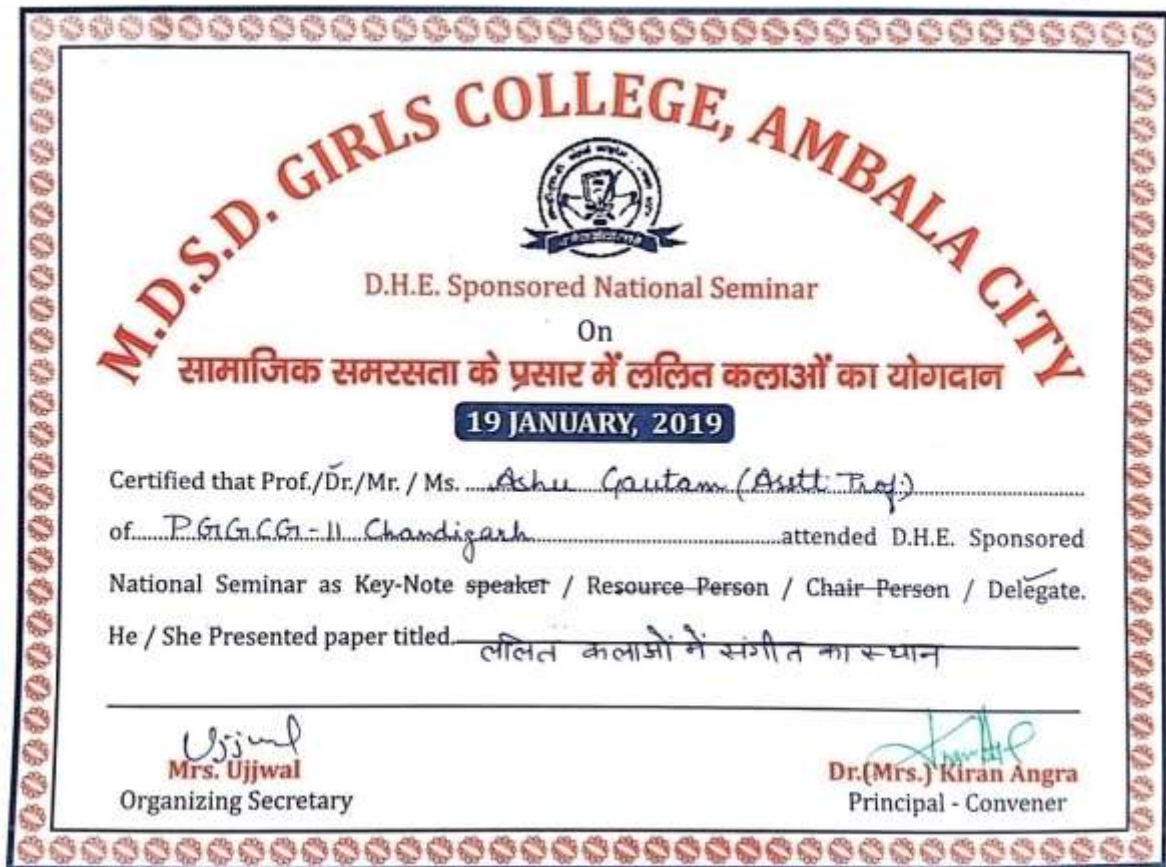 M.D.S.D. GIRLS COLLEGE, AMBALA CITY
D.H.E. Sponsored National Seminar
On
सामाजिक समरसता के प्रसार में ललित कलाओं का योगदान
19 JANUARY, 2019
Certified that Prof./Dr./Mr. / Ms. Ashu Gautam (Asstt Prof.)
of PGGCG-11 Chandigarh attended D.H.E. Sponsored
National Seminar as Key-Note speaker / Resource Person / Chair Person / Delegate.
He / She Presented paper titled ललित कलाओं में संगीत का स्थान
Ujjwal
Mrs. Ujjwal
Dr.(Mrs.) Kiran Angra
Organizing Secretary
Principal - Convener